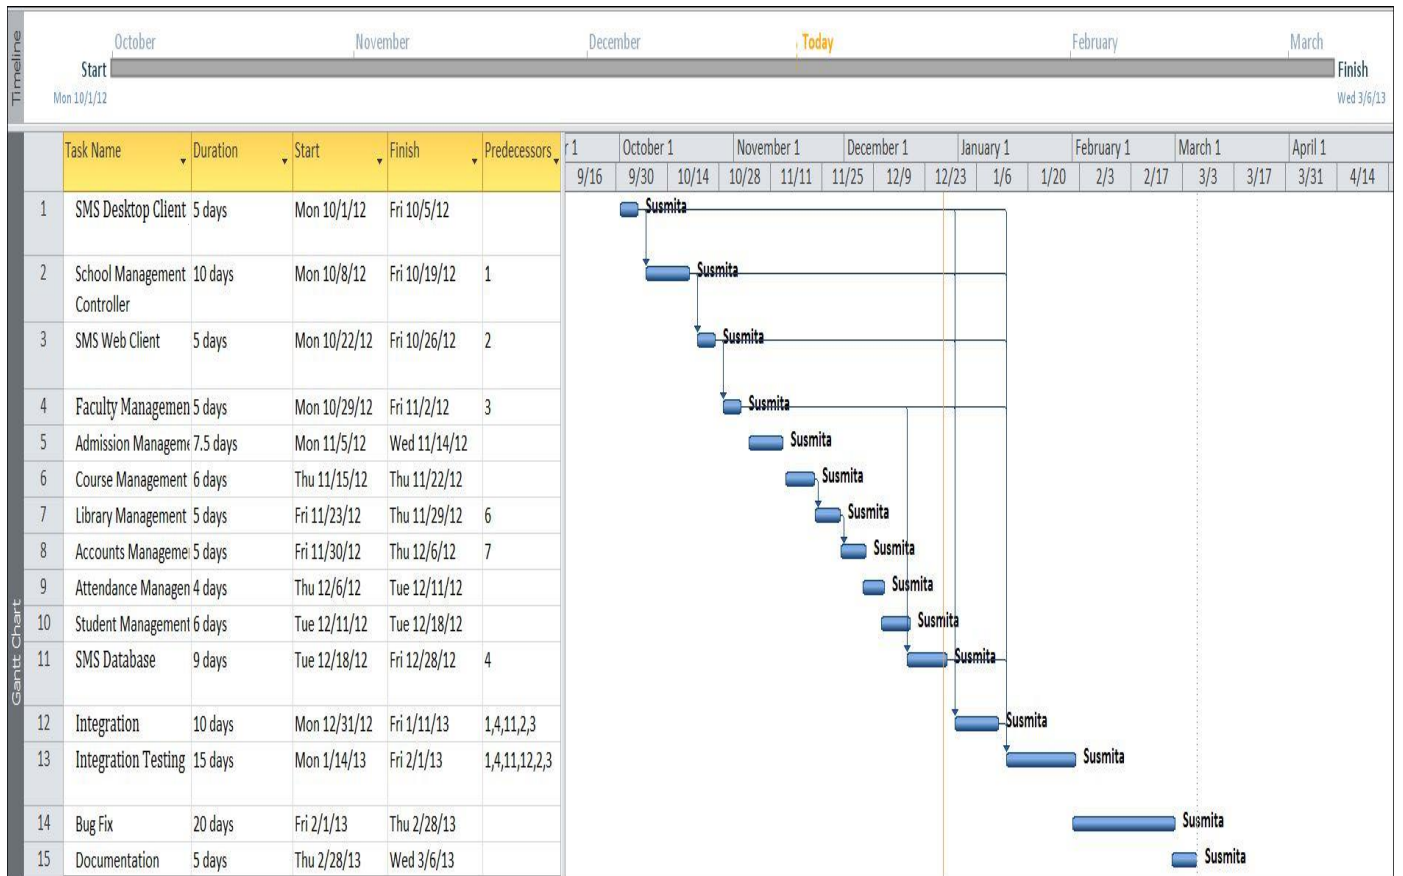 Timeline
October November December Today February March
Start Finish
Mon 10/1/12 Wed 3/6/13
Gantt Chart
Task Name Duration Start Finish Predecessors r 1 October 1 November 1 December 1 January 1 February 1 March 1 April 1
9/16 9/30 10/14 10/28 11/11 11/25 12/9 12/23 1/6 1/20 2/3 2/17 3/3 3/17 3/31 4/14
1 SMS Desktop Client 5 days Mon 10/1/12 Fri 10/5/12 Susmita
2 School Management 10 days Mon 10/8/12 Fri 10/19/12 1 Susmita
Controller
3 SMS Web Client 5 days Mon 10/22/12 Fri 10/26/12 2 Susmita
4 Faculty Managemen 5 days Mon 10/29/12 Fri 11/2/12 3 Susmita
5 Admission Manageme 7.5 days Mon 11/5/12 Wed 11/14/12 Susmita
6 Course Management 6 days Thu 11/15/12 Thu 11/22/12 Susmita
7 Library Management 5 days Fri 11/23/12 Thu 11/29/12 6 Susmita
8 Accounts Managemer 5 days Fri 11/30/12 Thu 12/6/12 7 Susmita
9 Attendance Managen 4 days Thu 12/6/12 Tue 12/11/12 Susmita
10 Student Management 6 days Tue 12/11/12 Tue 12/18/12 Susmita
11 SMS Database 9 days Tue 12/18/12 Fri 12/28/12 4 Susmita
12 Integration 10 days Mon 12/31/12 Fri 1/11/13 1,4,11,2,3 Susmita
13 Integration Testing 15 days Mon 1/14/13 Fri 2/1/13 1,4,11,12,2,3 Susmita
14 Bug Fix 20 days Fri 2/1/13 Thu 2/28/13 Susmita
15 Documentation 5 days Thu 2/28/13 Wed 3/6/13 Susmita